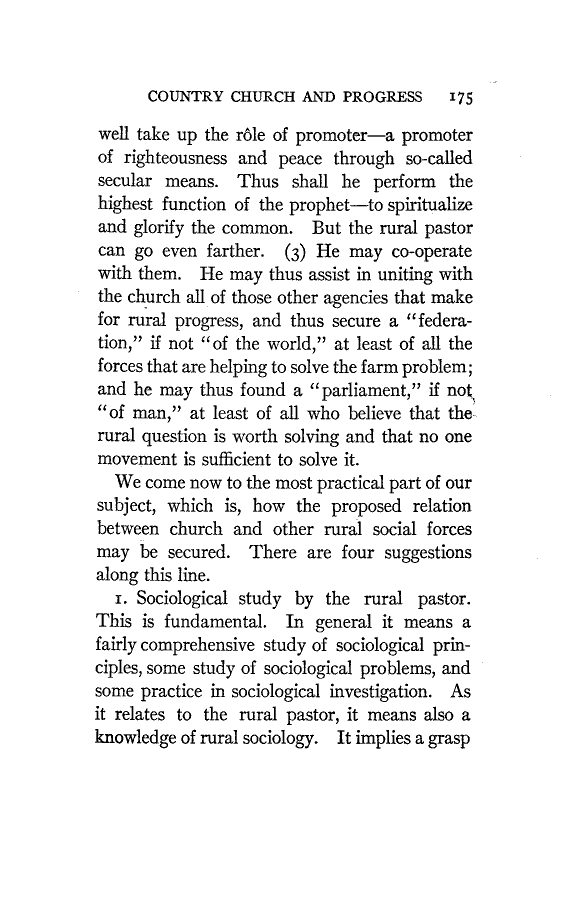 COUNTRY CHURCH AND PROGRESS 175
well take up the rôle of promoter—a promoter
of righteousness and peace through so-called
secular means. Thus shall he perform the
highest function of the prophet—to spiritualize
and glorify the common. But the rural pastor
can go even farther. (3) He may co-operate
with them. He may thus assist in uniting with
the church all of those other agencies that make
for rural progress, and thus secure a "federa-
tion," if not "of the world," at least of all the
forces that are helping to solve the farm problem;
and he may thus found a "parliament," if not
"of man," at least of all who believe that the
rural question is worth solving and that no one
movement is sufficient to solve it.
We come now to the most practical part of our
subject, which is, how the proposed relation
between church and other rural social forces
may be secured. There are four suggestions
along this line.
1. Sociological study by the rural pastor.
This is fundamental. In general it means a
fairly comprehensive study of sociological prin-
ciples, some study of sociological problems, and
some practice in sociological investigation. As
it relates to the rural pastor, it means also a
knowledge of rural sociology. It implies a grasp